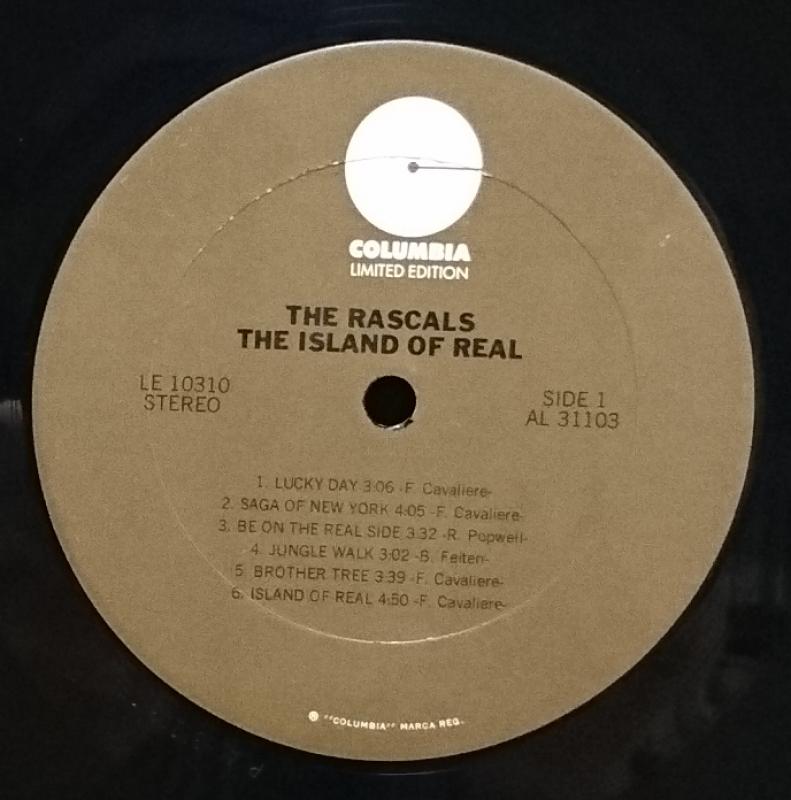 COLUMBIA
LIMITED EDITION
THE RASCALS
THE ISLAND OF REAL
LE 10310
STEREO
SIDE 1
AL 31103
1. LUCKY DAY 3:06 -F. Cavaliere-
2. SAGA OF NEW YORK 4:05 -F. Cavaliere-
3. BE ON THE REAL SIDE 3:32 -R. Popwell-
4. JUNGLE WALK 3:02 -B. Feiten-
5. BROTHER TREE 3:39 -F. Cavaliere-
6. ISLAND OF REAL 4:50 -F. Cavaliere-
® "COLUMBIA" MARCA REG.